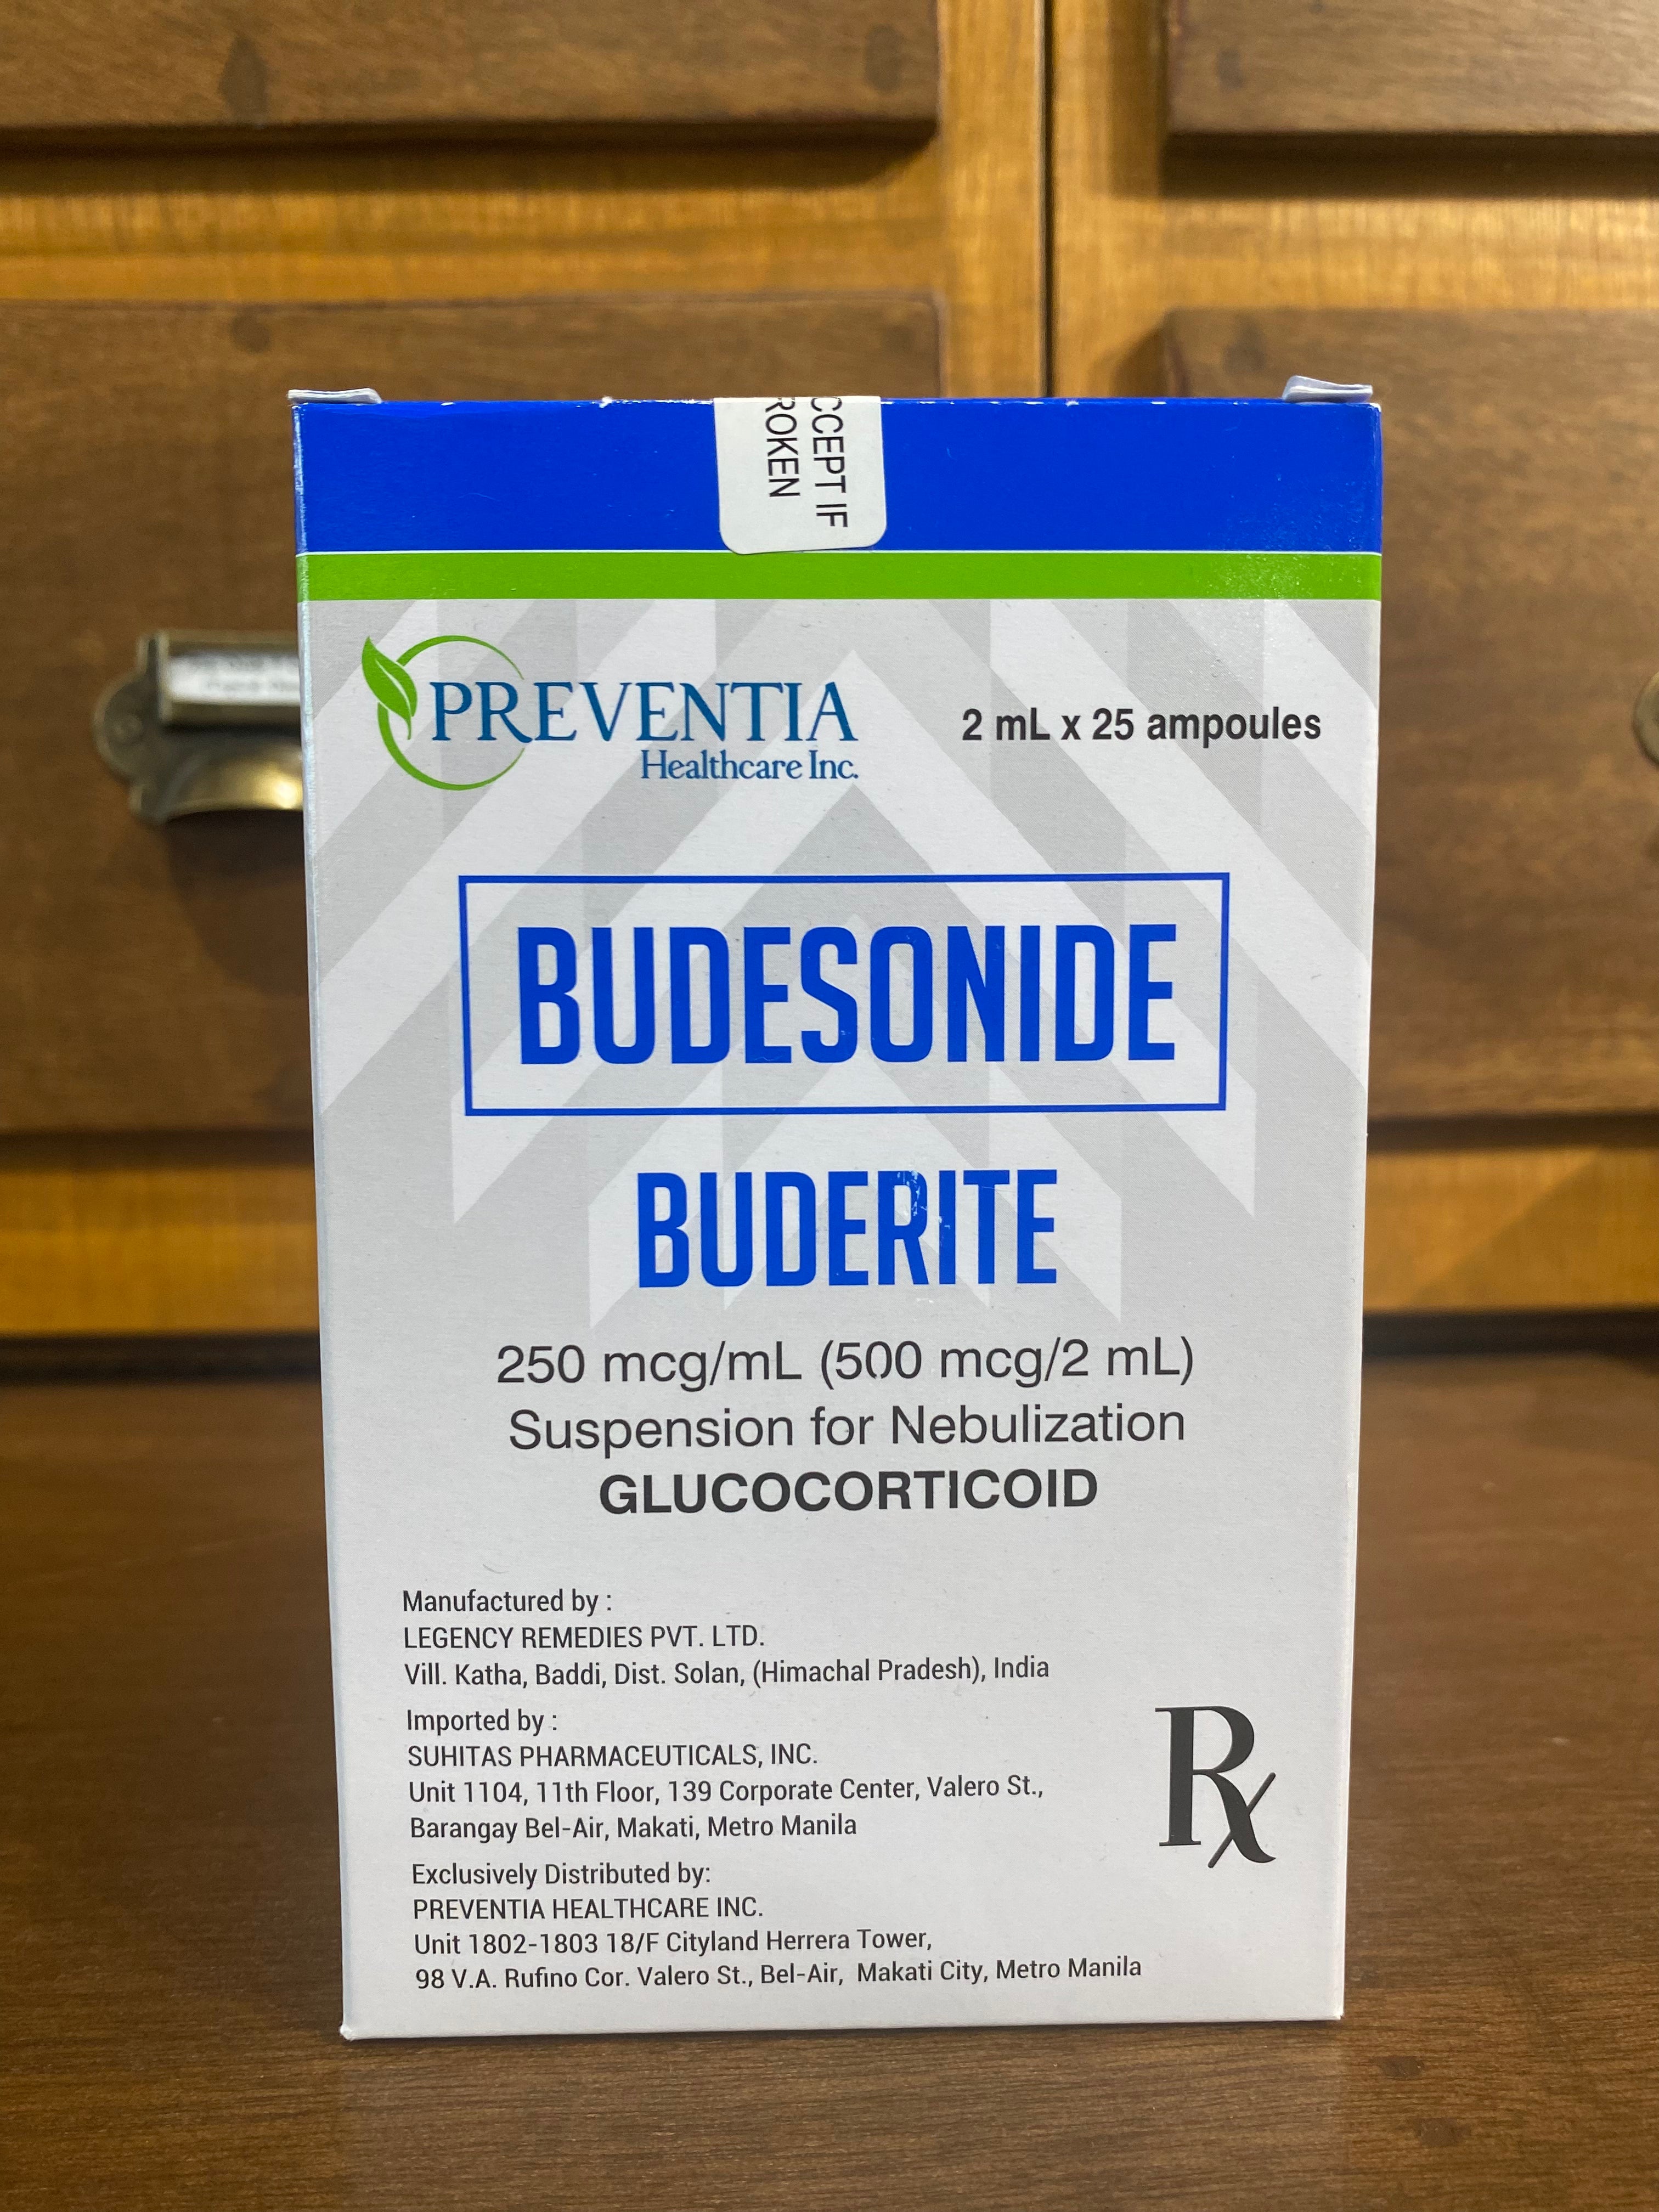 CCEPT IF
ROKEN
PREVENTIA
Healthcare Inc.
2 mL x 25 ampoules
BUDESONIDE
BUDERITE
250 mcg/mL (500 mcg/2 mL)
Suspension for Nebulization
GLUCOCORTICOID
Manufactured by :
LEGENCY REMEDIES PVT. LTD.
Vill. Katha, Baddi, Dist. Solan, (Himachal Pradesh), India
Imported by :
SUHITAS PHARMACEUTICALS, INC.
Unit 1104, 11th Floor, 139 Corporate Center, Valero St.,
Barangay Bel-Air, Makati, Metro Manila
Rx
Exclusively Distributed by:
PREVENTIA HEALTHCARE INC.
Unit 1802-1803 18/F Cityland Herrera Tower,
98 V.A. Rufino Cor. Valero St., Bel-Air, Makati City, Metro Manila